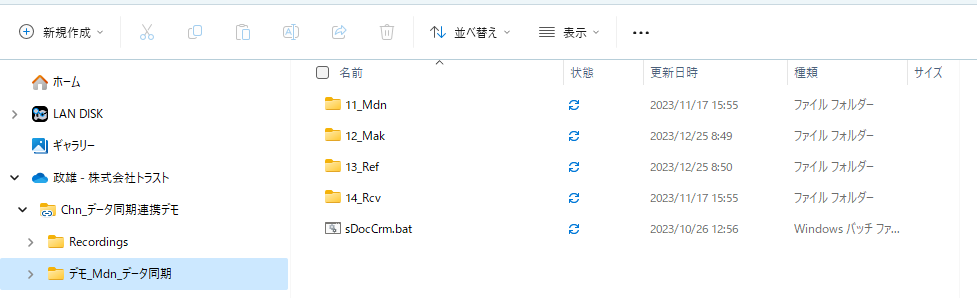 新規作成 並べ替え 表示
名前 状態 更新日時 種類 サイズ
ホーム
LAN DISK
ギャラリー
政雄 - 株式会社トラスト
Chn_データ同期連携デモ
Recordings
デモ_Mdn_データ同期
11_Mdn 2023/11/17 15:55 ファイル フォルダー
12_Mak 2023/12/25 8:49 ファイル フォルダー
13_Ref 2023/12/25 8:50 ファイル フォルダー
14_Rcv 2023/11/17 15:55 ファイル フォルダー
sDocCrm.bat 2023/10/26 12:56 Windows バッチ ファ...